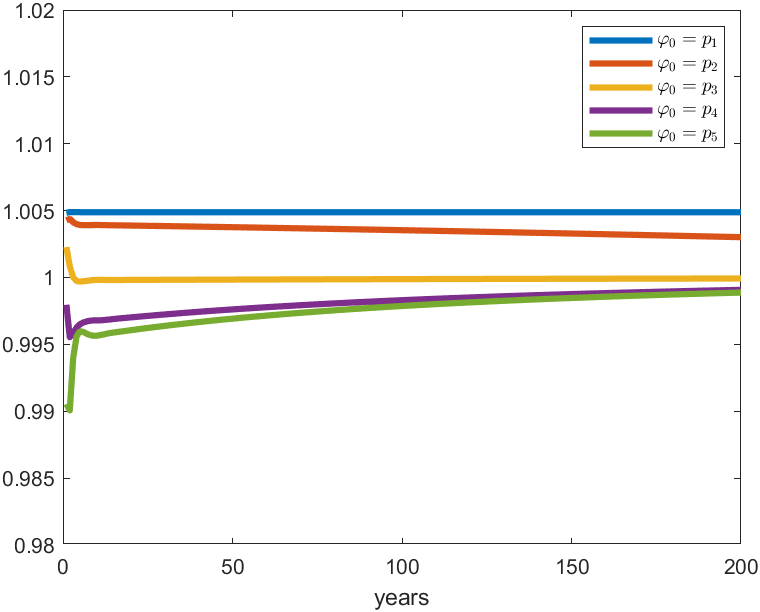 1.02
1.015
1.01
1.005
1
0.995
0.99
0.985
0.98
0
50
100
150
200
years
φ₀ = p₁
φ₀ = p₂
φ₀ = p₃
φ₀ = p₄
φ₀ = p₅